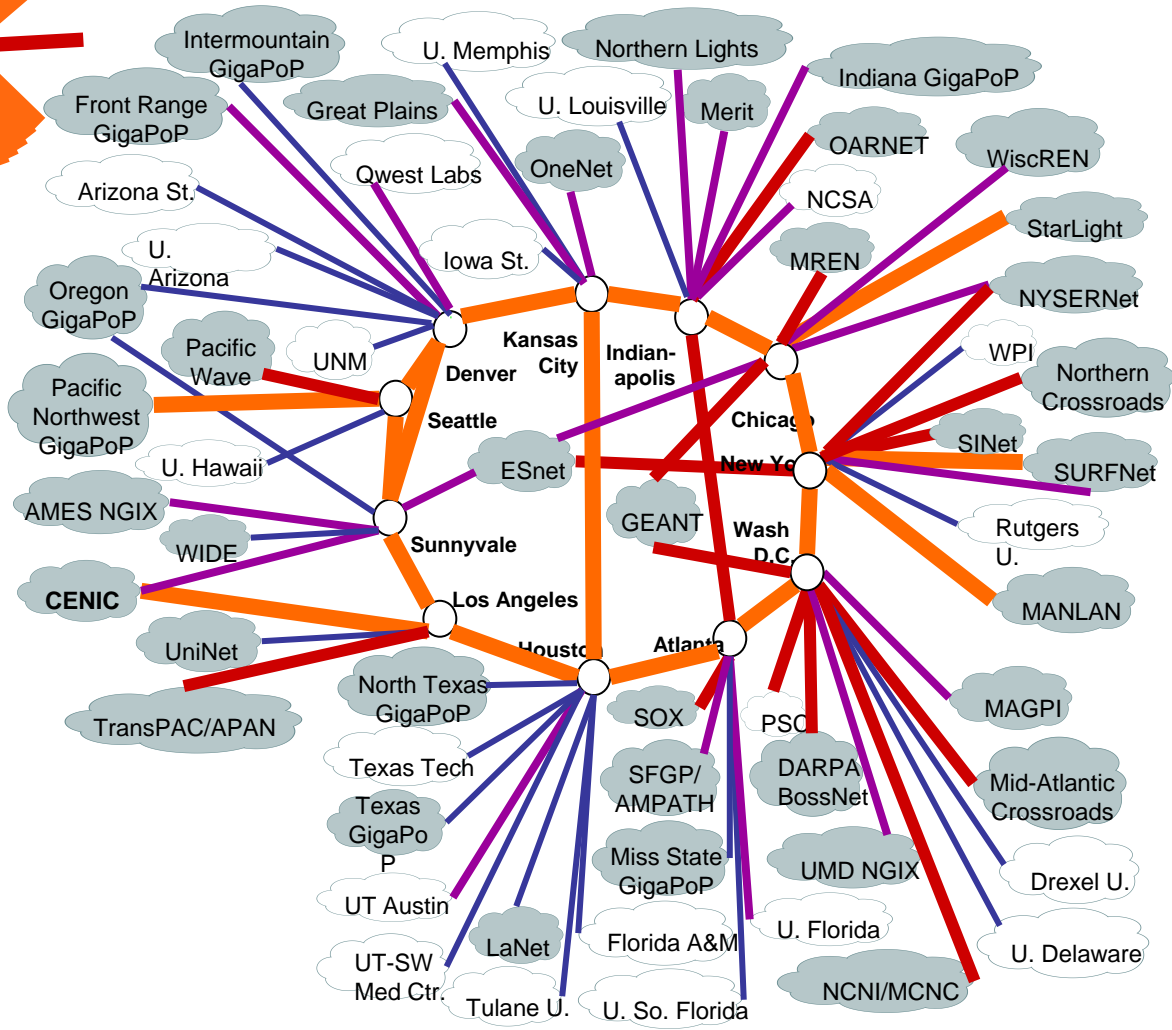 Intermountain
GigaPoP
U. Memphis
Northern Lights
Indiana GigaPoP
Front Range
GigaPoP
Great Plains
U. Louisville
Merit
OARNET
WiscREN
Qwest Labs
OneNet
Arizona St.
NCSA
StarLight
U.
Arizona
Iowa St.
MREN
Oregon
GigaPoP
NYSERNet
Pacific
Wave
UNM
Kansas
City
Indian-
apolis
WPI
Northern
Crossroads
Denver
Pacific
Northwest
GigaPoP
Seattle
Chicago
SINet
U. Hawaii
ESnet
New Yo
SURFNet
AMES NGIX
GEANT
Wash
D.C.
Rutgers
U.
WIDE
Sunnyvale
CENIC
Los Angeles
MANLAN
UniNet
Houston
Atlanta
North Texas
GigaPoP
TransPAC/APAN
SOX
PSC
MAGPI
Texas Tech
SFGP/
AMPATH
DARPA
BossNet
Mid-Atlantic
Crossroads
Texas
GigaPo
P
Miss State
GigaPoP
UMD NGIX
Drexel U.
UT Austin
LaNet
Florida A&M
U. Florida
U. Delaware
UT-SW
Med Ctr.
Tulane U.
U. So. Florida
NCNI/MCNC